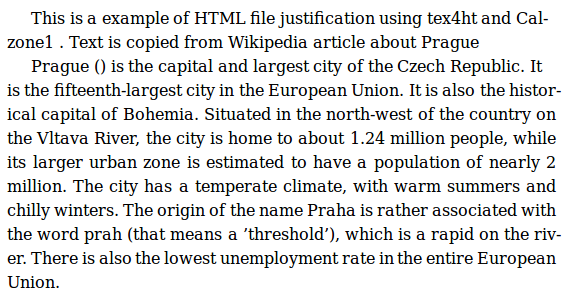 This is a example of HTML file justification using tex4ht and Cal-
zone1 . Text is copied from Wikipedia article about Prague
Prague () is the capital and largest city of the Czech Republic. It
is the fifteenth-largest city in the European Union. It is also the histor-
ical capital of Bohemia. Situated in the north-west of the country on
the Vltava River, the city is home to about 1.24 million people, while
its larger urban zone is estimated to have a population of nearly 2
million. The city has a temperate climate, with warm summers and
chilly winters. The origin of the name Praha is rather associated with
the word prah (that means a ’threshold’), which is a rapid on the riv-
er. There is also the lowest unemployment rate in the entire European
Union.